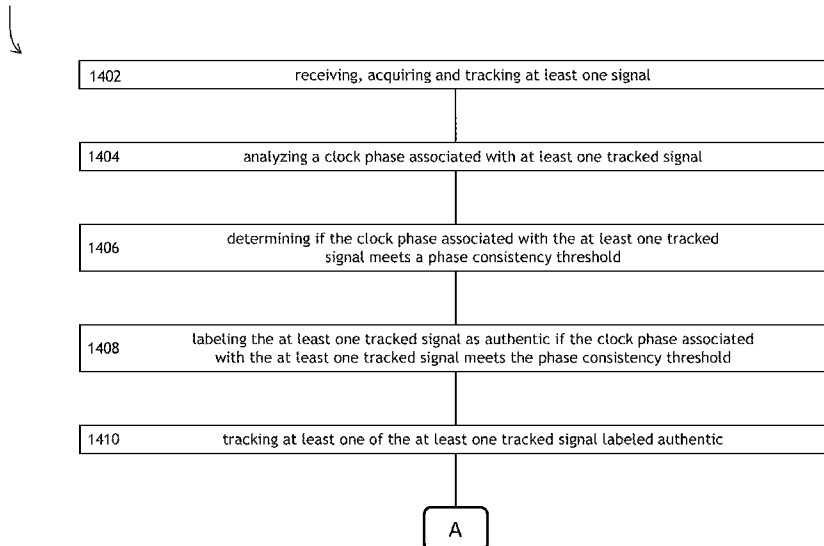 1402 receiving, acquiring and tracking at least one signal
1404 analyzing a clock phase associated with at least one tracked signal
1406 determining if the clock phase associated with the at least one tracked
signal meets a phase consistency threshold
1408 labeling the at least one tracked signal as authentic if the clock phase associated
with the at least one tracked signal meets the phase consistency threshold
1410 tracking at least one of the at least one tracked signal labeled authentic
A